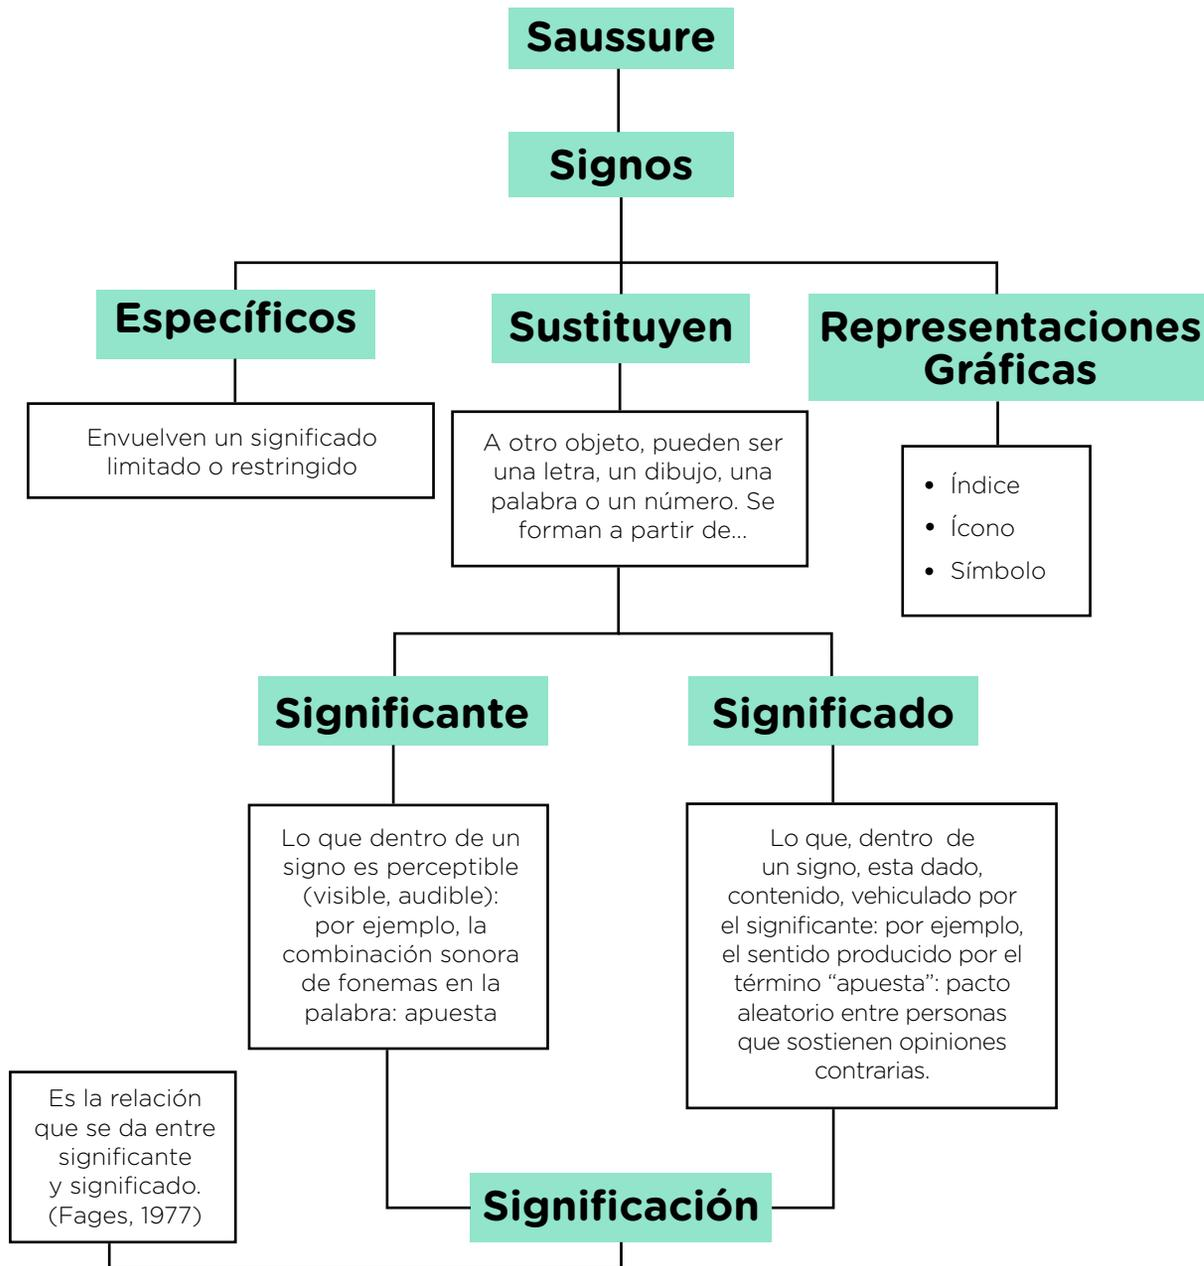 Saussure
Signos
Específicos
Envuelven un significado
limitado o restringido
Sustituyen
A otro objeto, pueden ser
una letra, un dibujo, una
palabra o un número. Se
forman a partir de...
Representaciones
Gráficas
• Índice
• Ícono
• Símbolo
Significante
Lo que dentro de un
signo es perceptible
(visible, audible):
por ejemplo, la
combinación sonora
de fonemas en la
palabra: apuesta
Significado
Lo que, dentro de
un signo, esta dado,
contenido, vehiculado por
el significante: por ejemplo,
el sentido producido por el
término “apuesta”: pacto
aleatorio entre personas
que sostienen opiniones
contrarias.
Es la relación
que se da entre
significante
y significado.
(Fages, 1977)
Significación